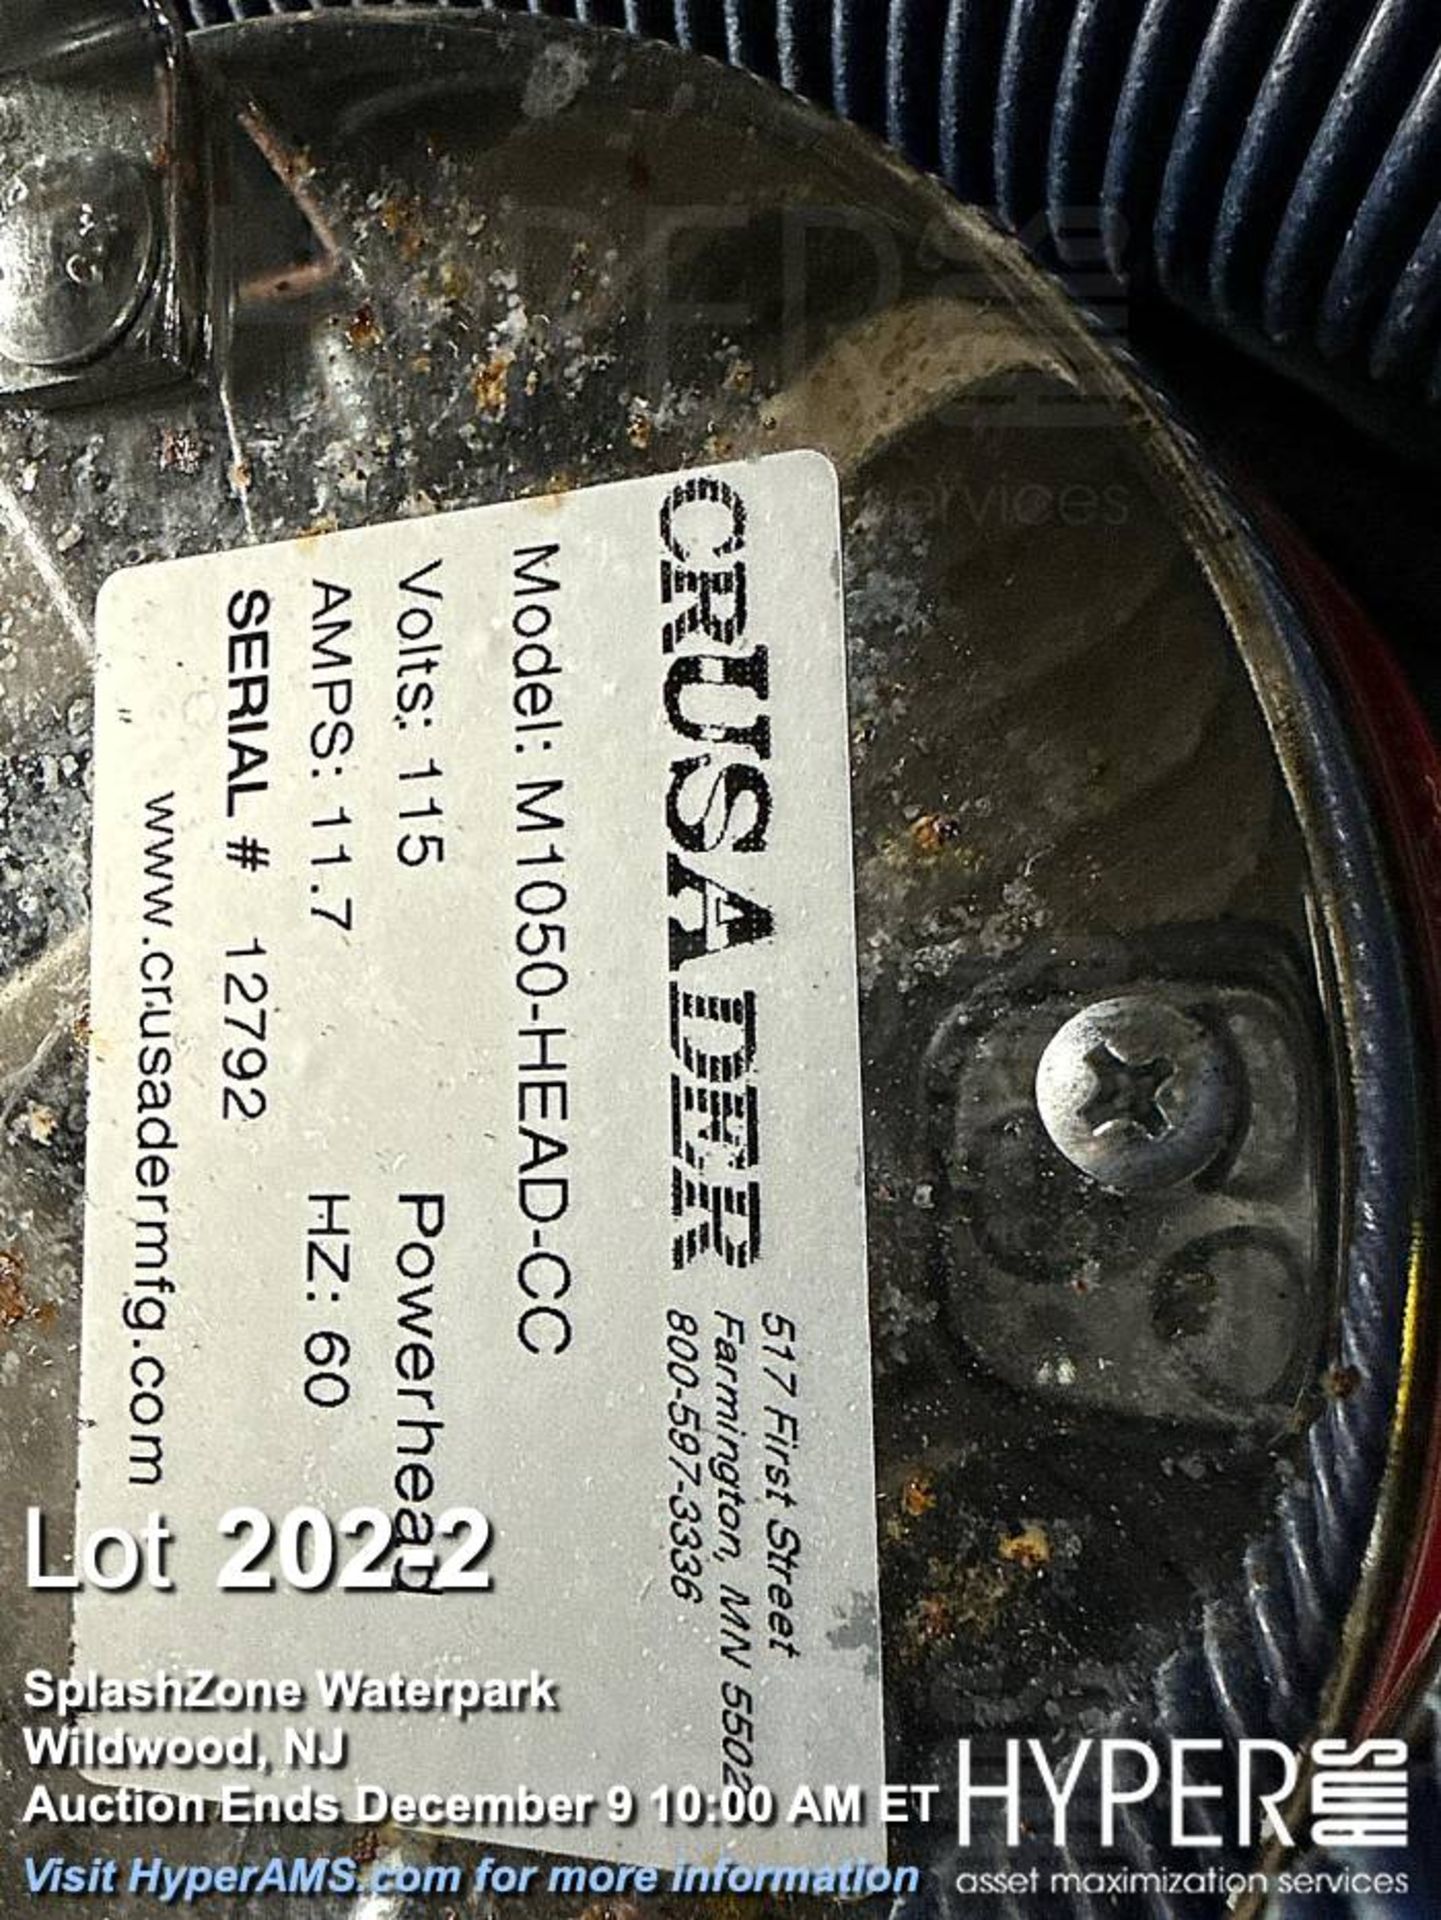 CRUSADER
517 First Street
Farmington, MN
800-597-3336
Model: M1050-HEAD-CC
Volts: 115 Powerhead
AMPS: 11.7 HZ: 60
SERIAL # 12792
www.crusadermfg.com
Lot 202-2
SplashZone Waterpark
Wildwood, NJ
Auction Ends December 9 10:00 AM ET
Visit HyperAMS.com for more information
HYPER AMS
asset maximization services
services